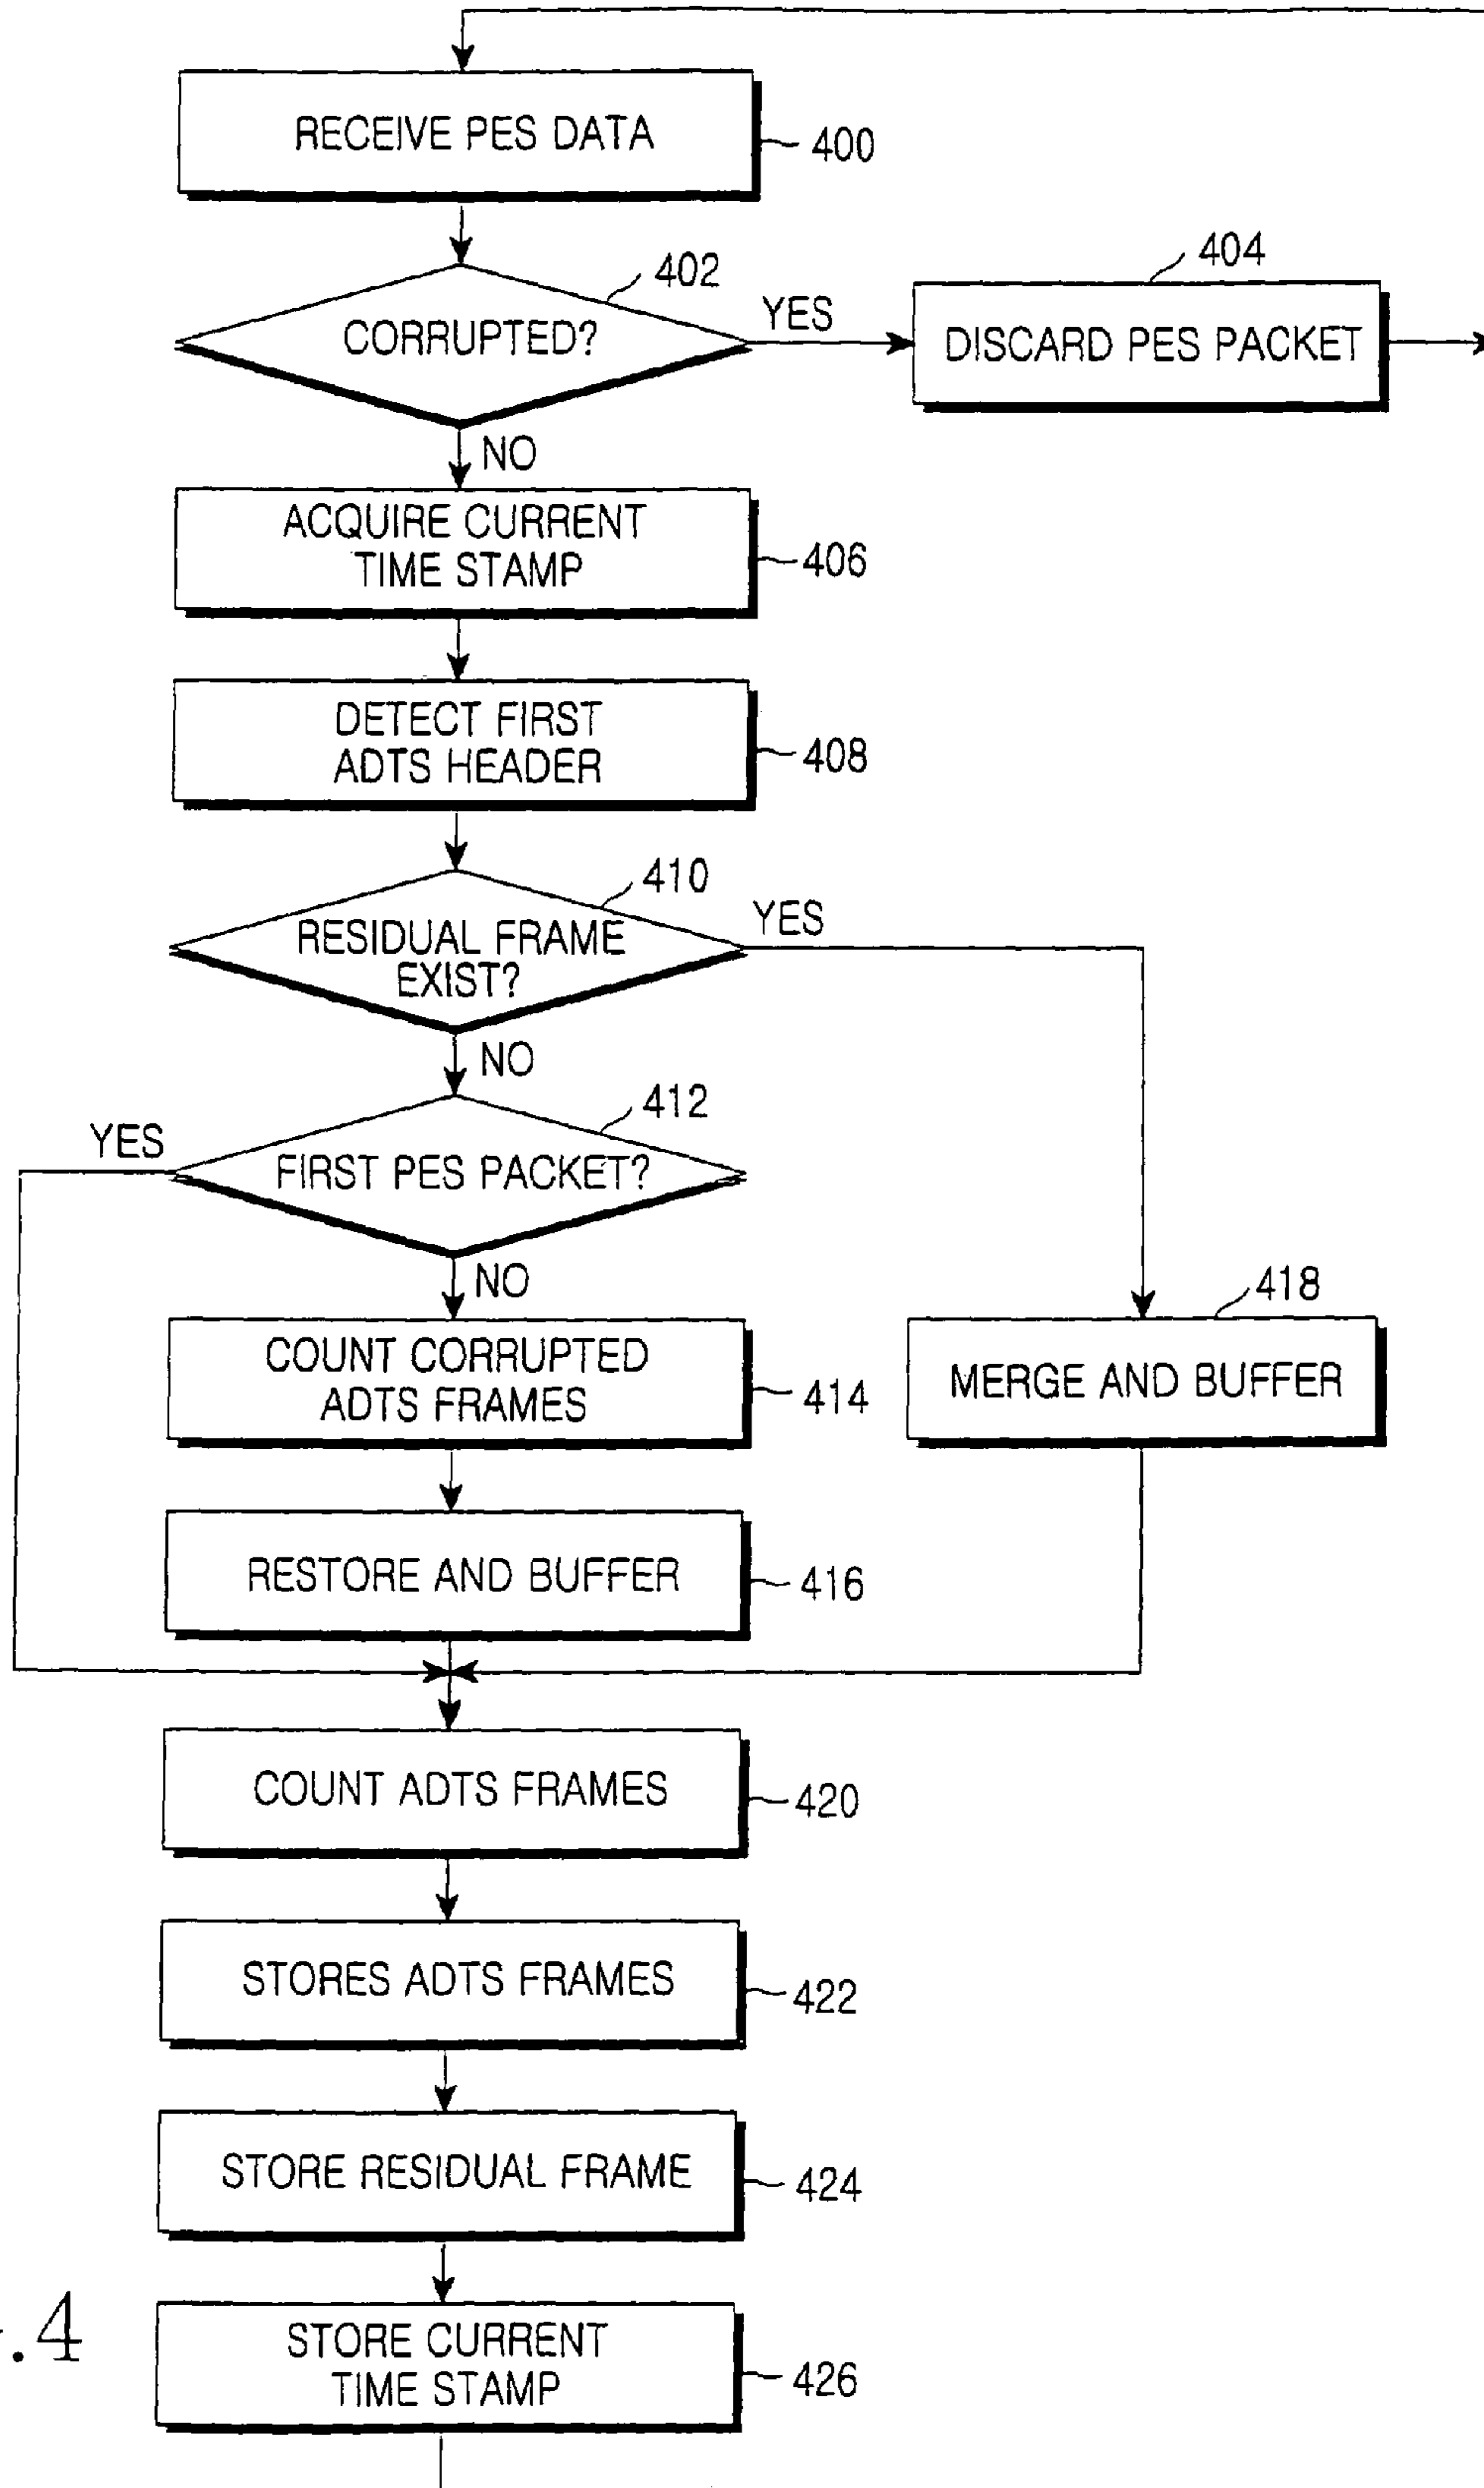 RECEIVE PES DATA
400
402
CORRUPTED?
YES
404
DISCARD PES PACKET
NO
ACQUIRE CURRENT
TIME STAMP
406
DETECT FIRST
ADTS HEADER
408
410
RESIDUAL FRAME
EXIST?
YES
NO
412
YES
FIRST PES PACKET?
NO
COUNT CORRUPTED
ADTS FRAMES
414
418
MERGE AND BUFFER
RESTORE AND BUFFER
416
COUNT ADTS FRAMES
420
STORES ADTS FRAMES
422
STORE RESIDUAL FRAME
424
.4
STORE CURRENT
TIME STAMP
426